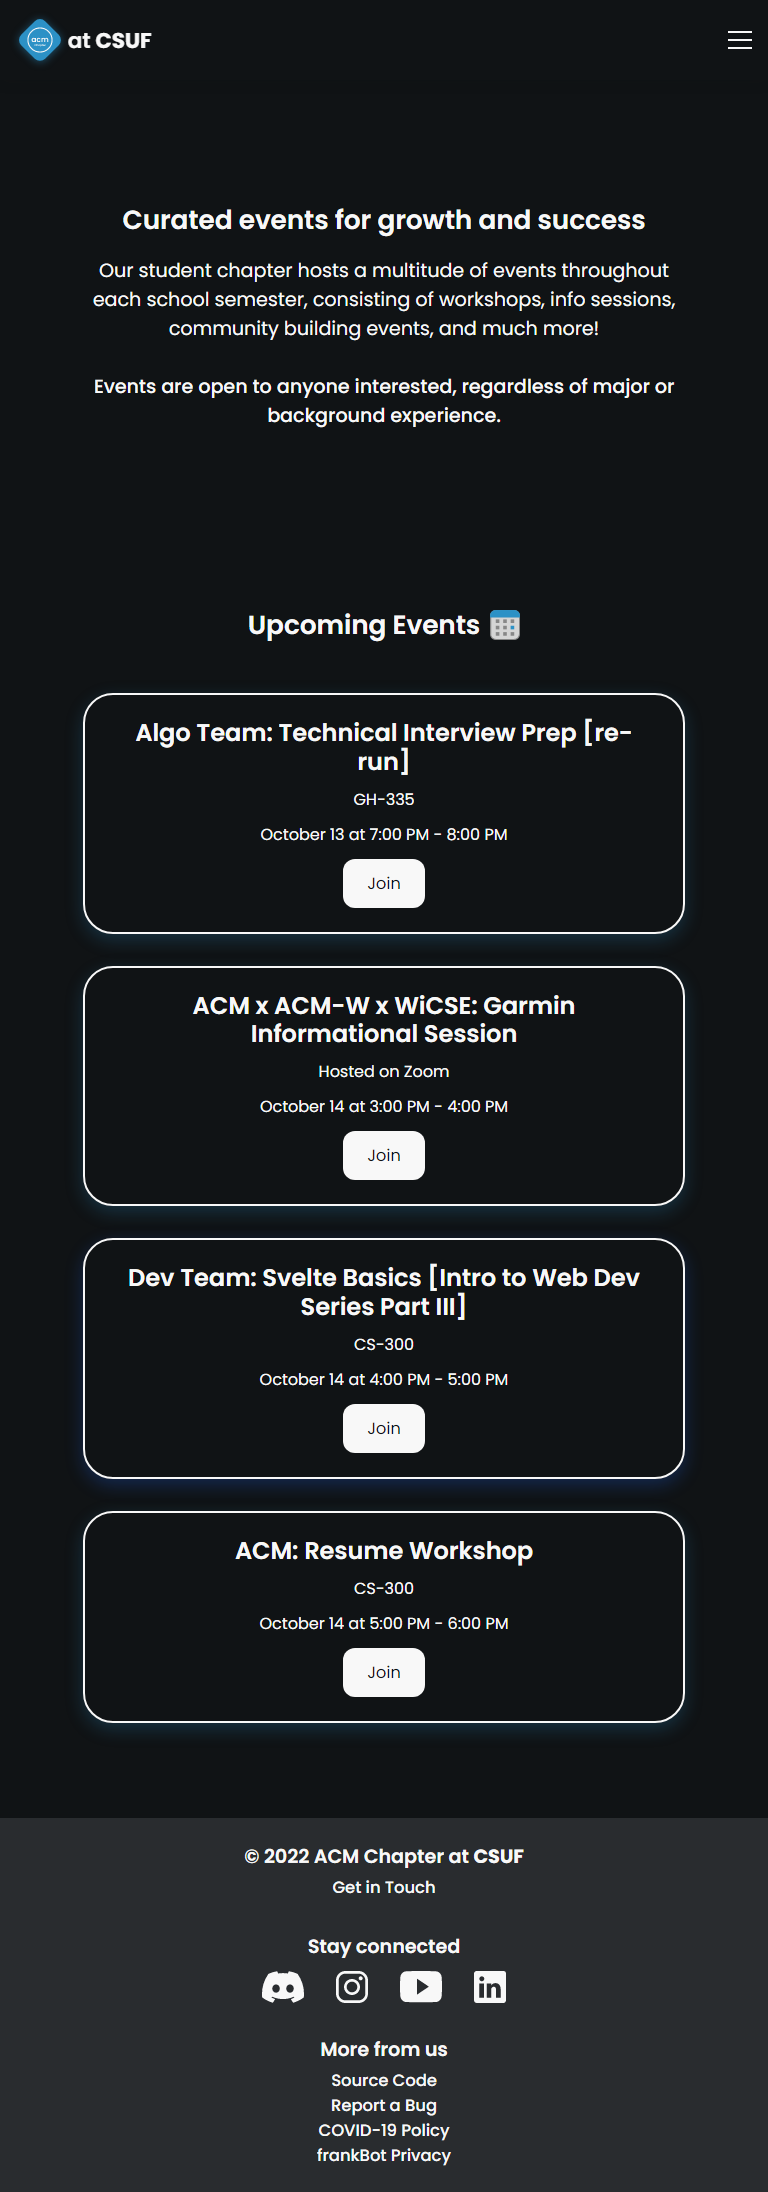 acm
at CSUF
Curated events for growth and success
Our student chapter hosts a multitude of events throughout
each school semester, consisting of workshops, info sessions,
community building events, and much more!
Events are open to anyone interested, regardless of major or
background experience.
Upcoming Events
Algo Team: Technical Interview Prep [re-
run]
GH-335
October 13 at 7:00 PM - 8:00 PM
Join
ACM x ACM-W x WiCSE: Garmin
Informational Session
Hosted on Zoom
October 14 at 3:00 PM - 4:00 PM
Join
Dev Team: Svelte Basics [Intro to Web Dev
Series Part III]
CS-300
October 14 at 4:00 PM - 5:00 PM
Join
ACM: Resume Workshop
CS-300
October 14 at 5:00 PM - 6:00 PM
Join
© 2022 ACM Chapter at CSUF
Get in Touch
Stay connected
in
More from us
Source Code
Report a Bug
COVID-19 Policy
frankBot Privacy